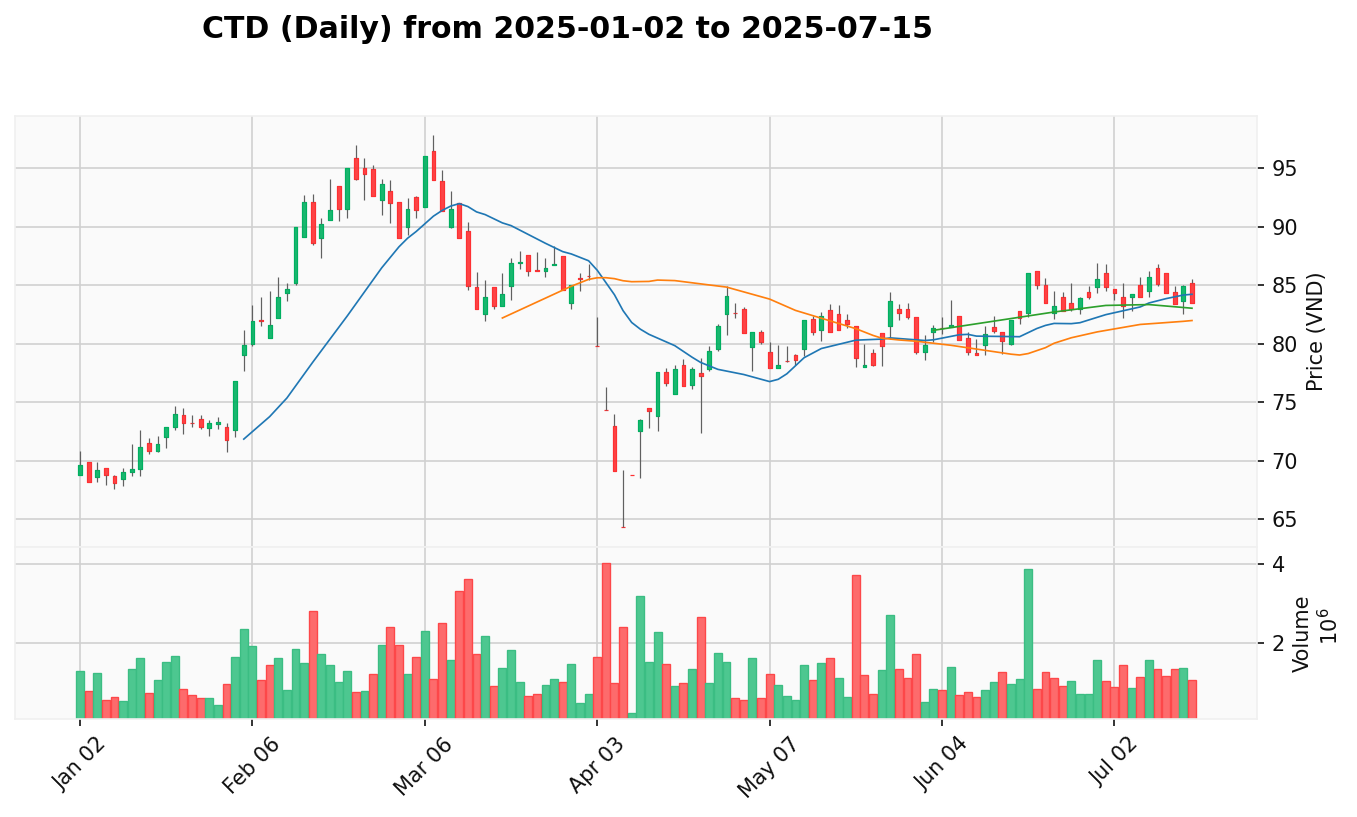 CTD (Daily) from 2025-01-02 to 2025-07-15
95
90
85
80
75
70
65
Price (VND)
4
2
Volume
10⁶
Jan 02
Feb 06
Mar 06
Apr 03
May 07
Jun 04
Jul 02